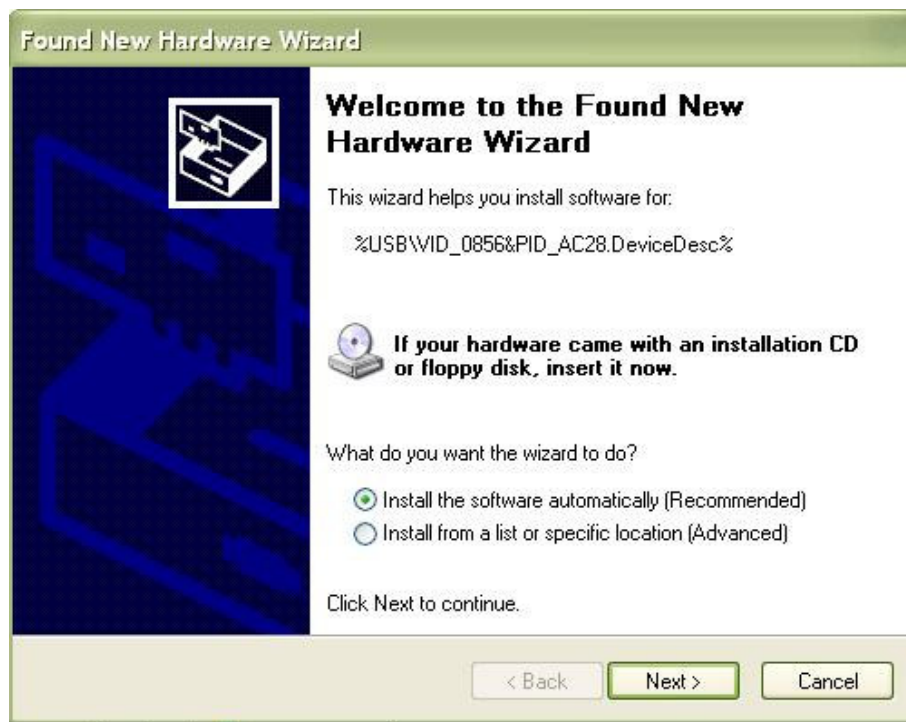 Found New Hardware Wizard
Welcome to the Found New
Hardware Wizard
This wizard helps you install software for:
%USB\VID_0856&PID_AC28.DeviceDesc%
If your hardware came with an installation CD
or floppy disk, insert it now.
What do you want the wizard to do?
Install the software automatically (Recommended)
Install from a list or specific location (Advanced)
Click Next to continue.
< Back Next > Cancel